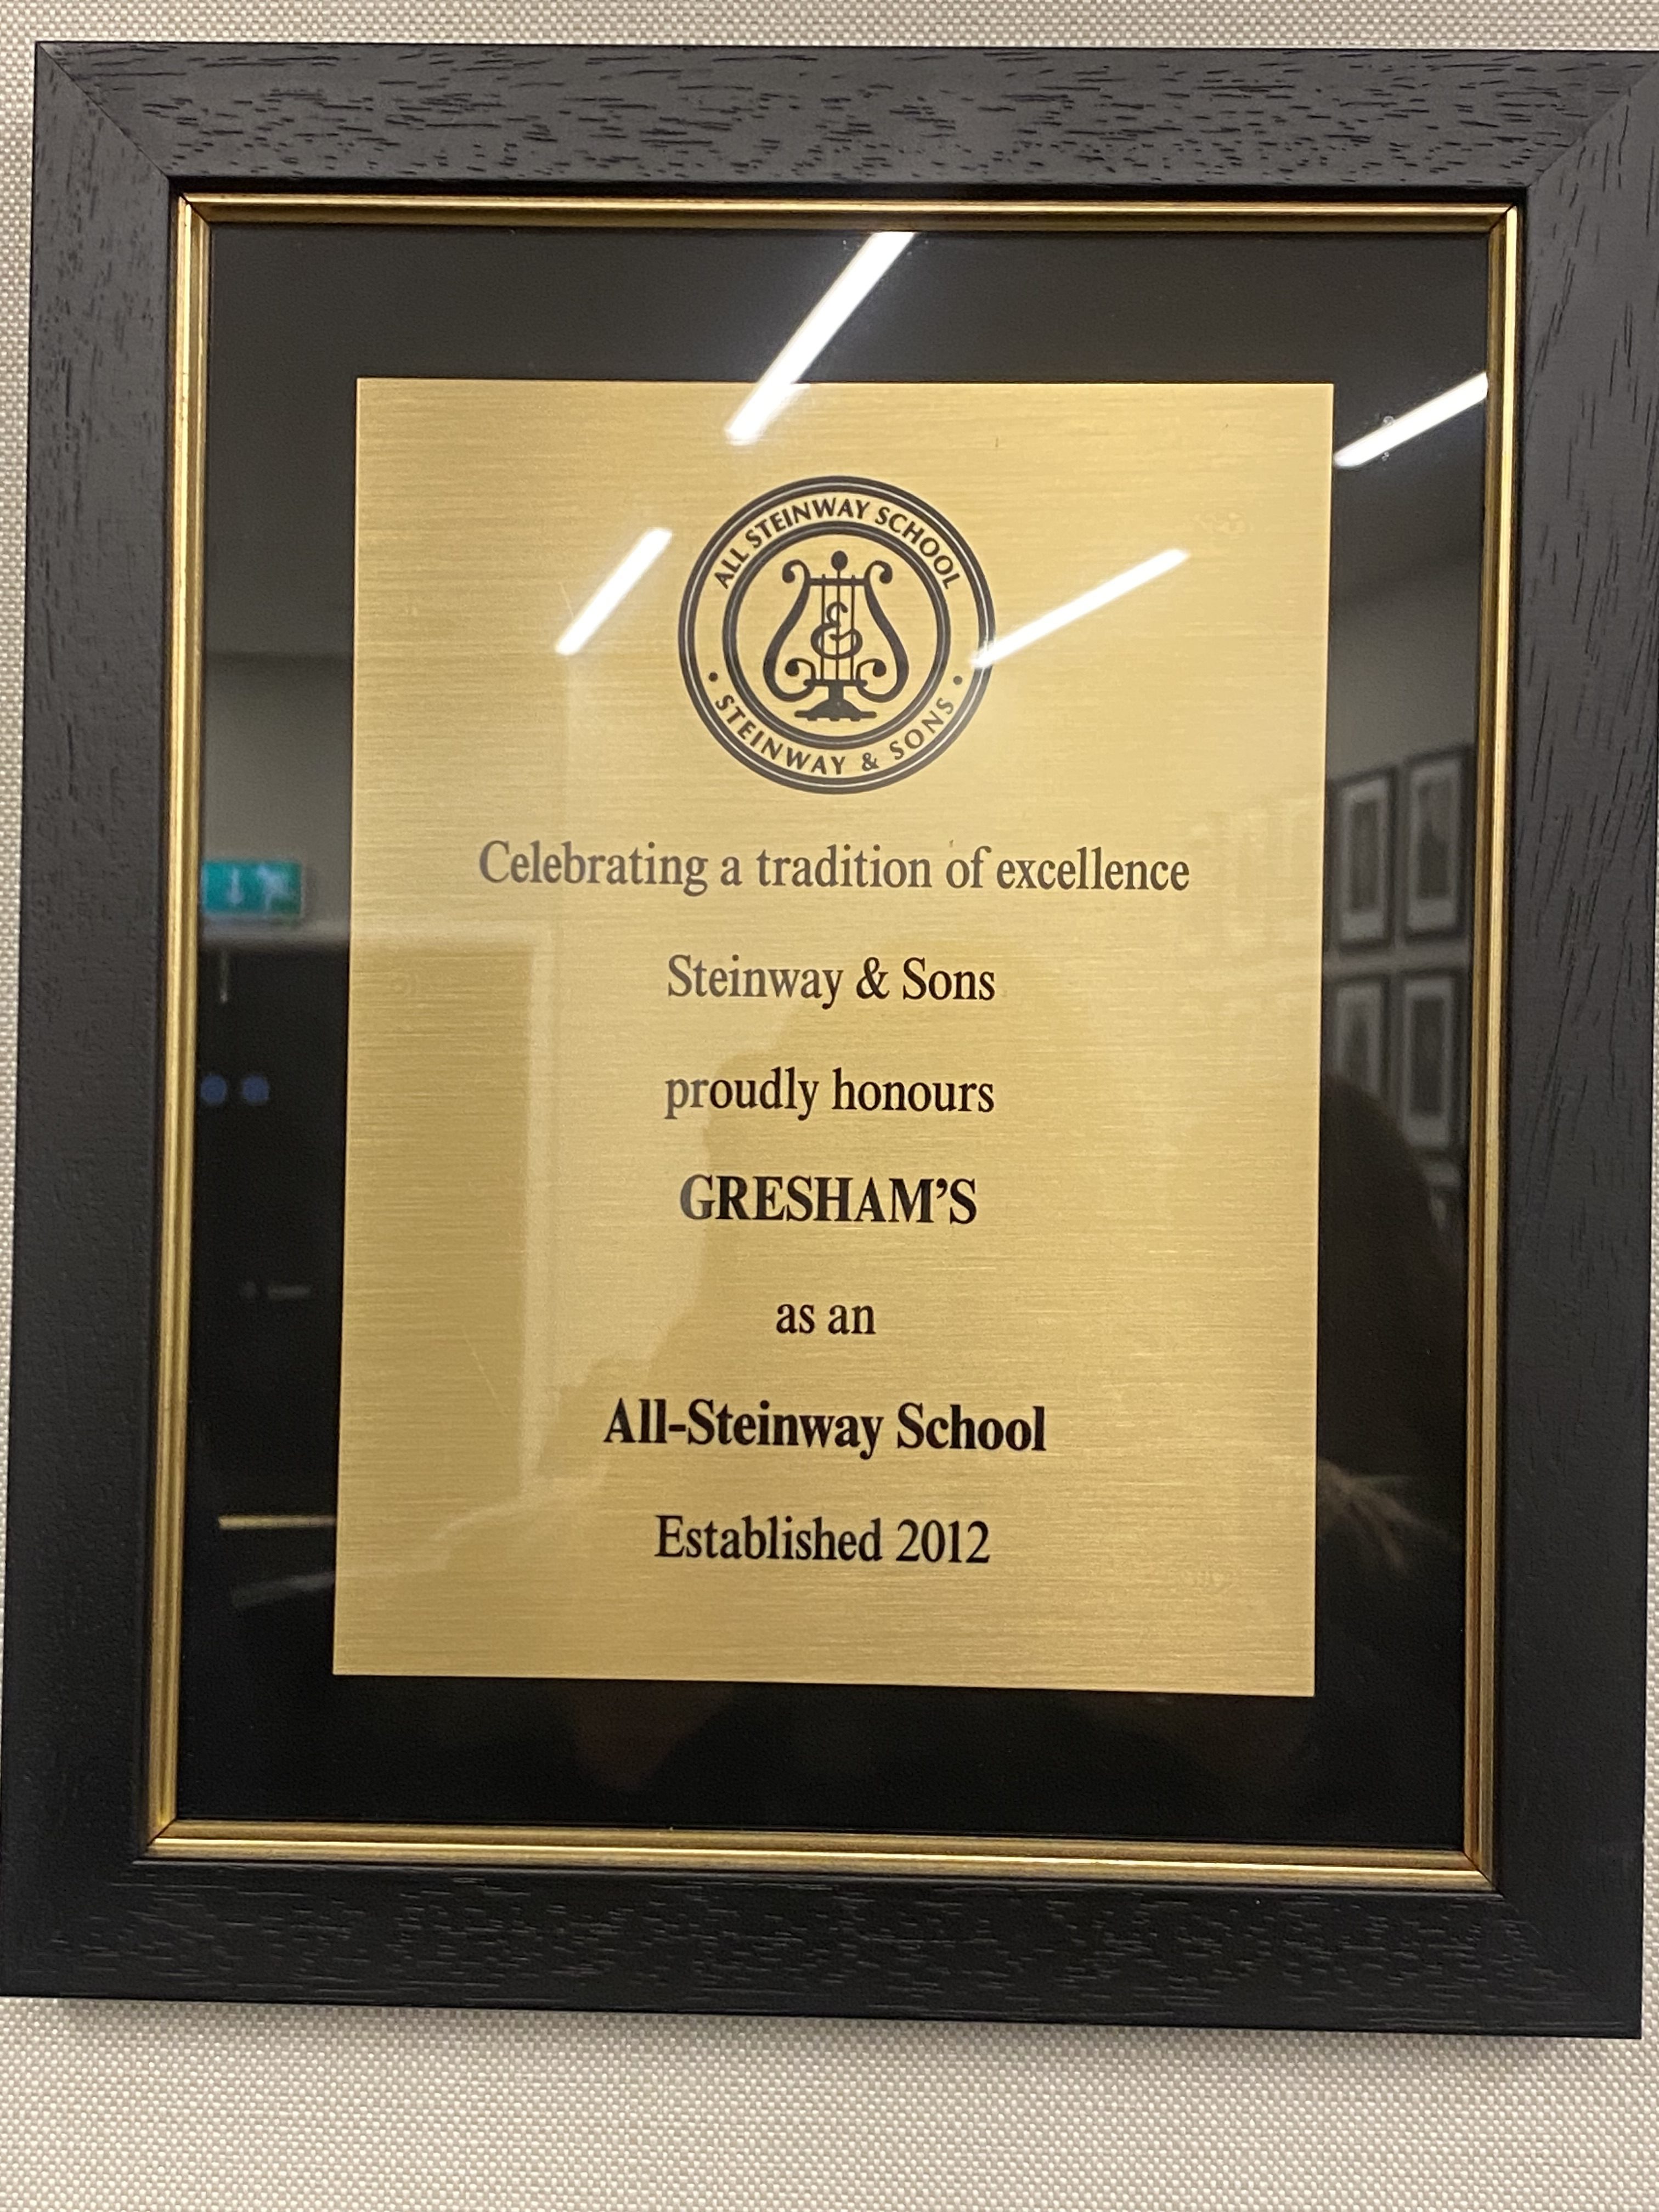 ALL STEINWAY SCHOOL
&
• STEINWAY & SONS •
Celebrating a tradition of excellence
Steinway & Sons
proudly honours
GRESHAM'S
as an
All-Steinway School
Established 2012